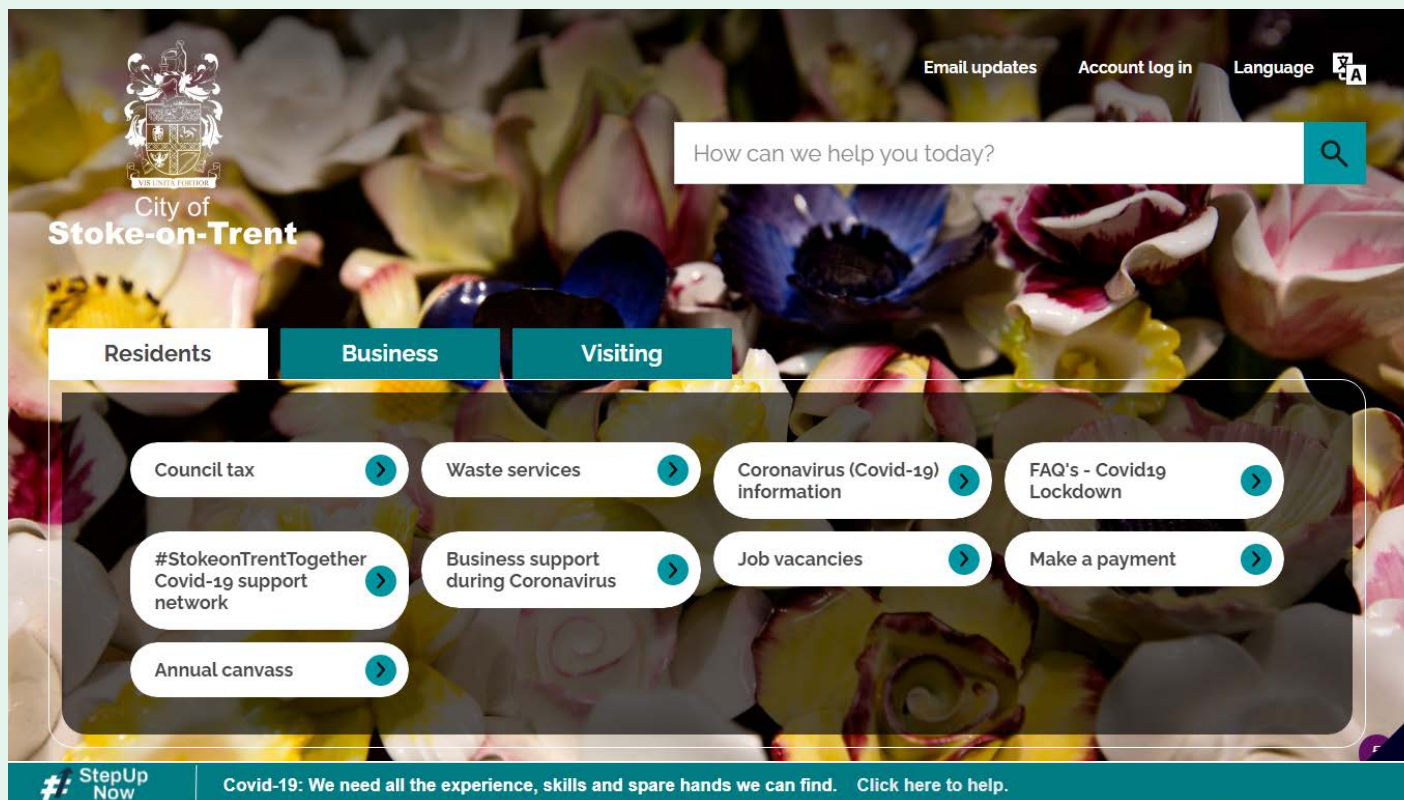 Email updates Account log in Language
How can we help you today?
VIS UNITA FORTIOR
City of
Stoke-on-Trent
Residents Business Visiting
Council tax
Waste services
Coronavirus (Covid-19)
information
FAQ's - Covid19
Lockdown
#StokeonTrentTogether
Covid-19 support
network
Business support
during Coronavirus
Job vacancies
Make a payment
Annual canvass
# StepUp
Now
Covid-19: We need all the experience, skills and spare hands we can find. Click here to help.